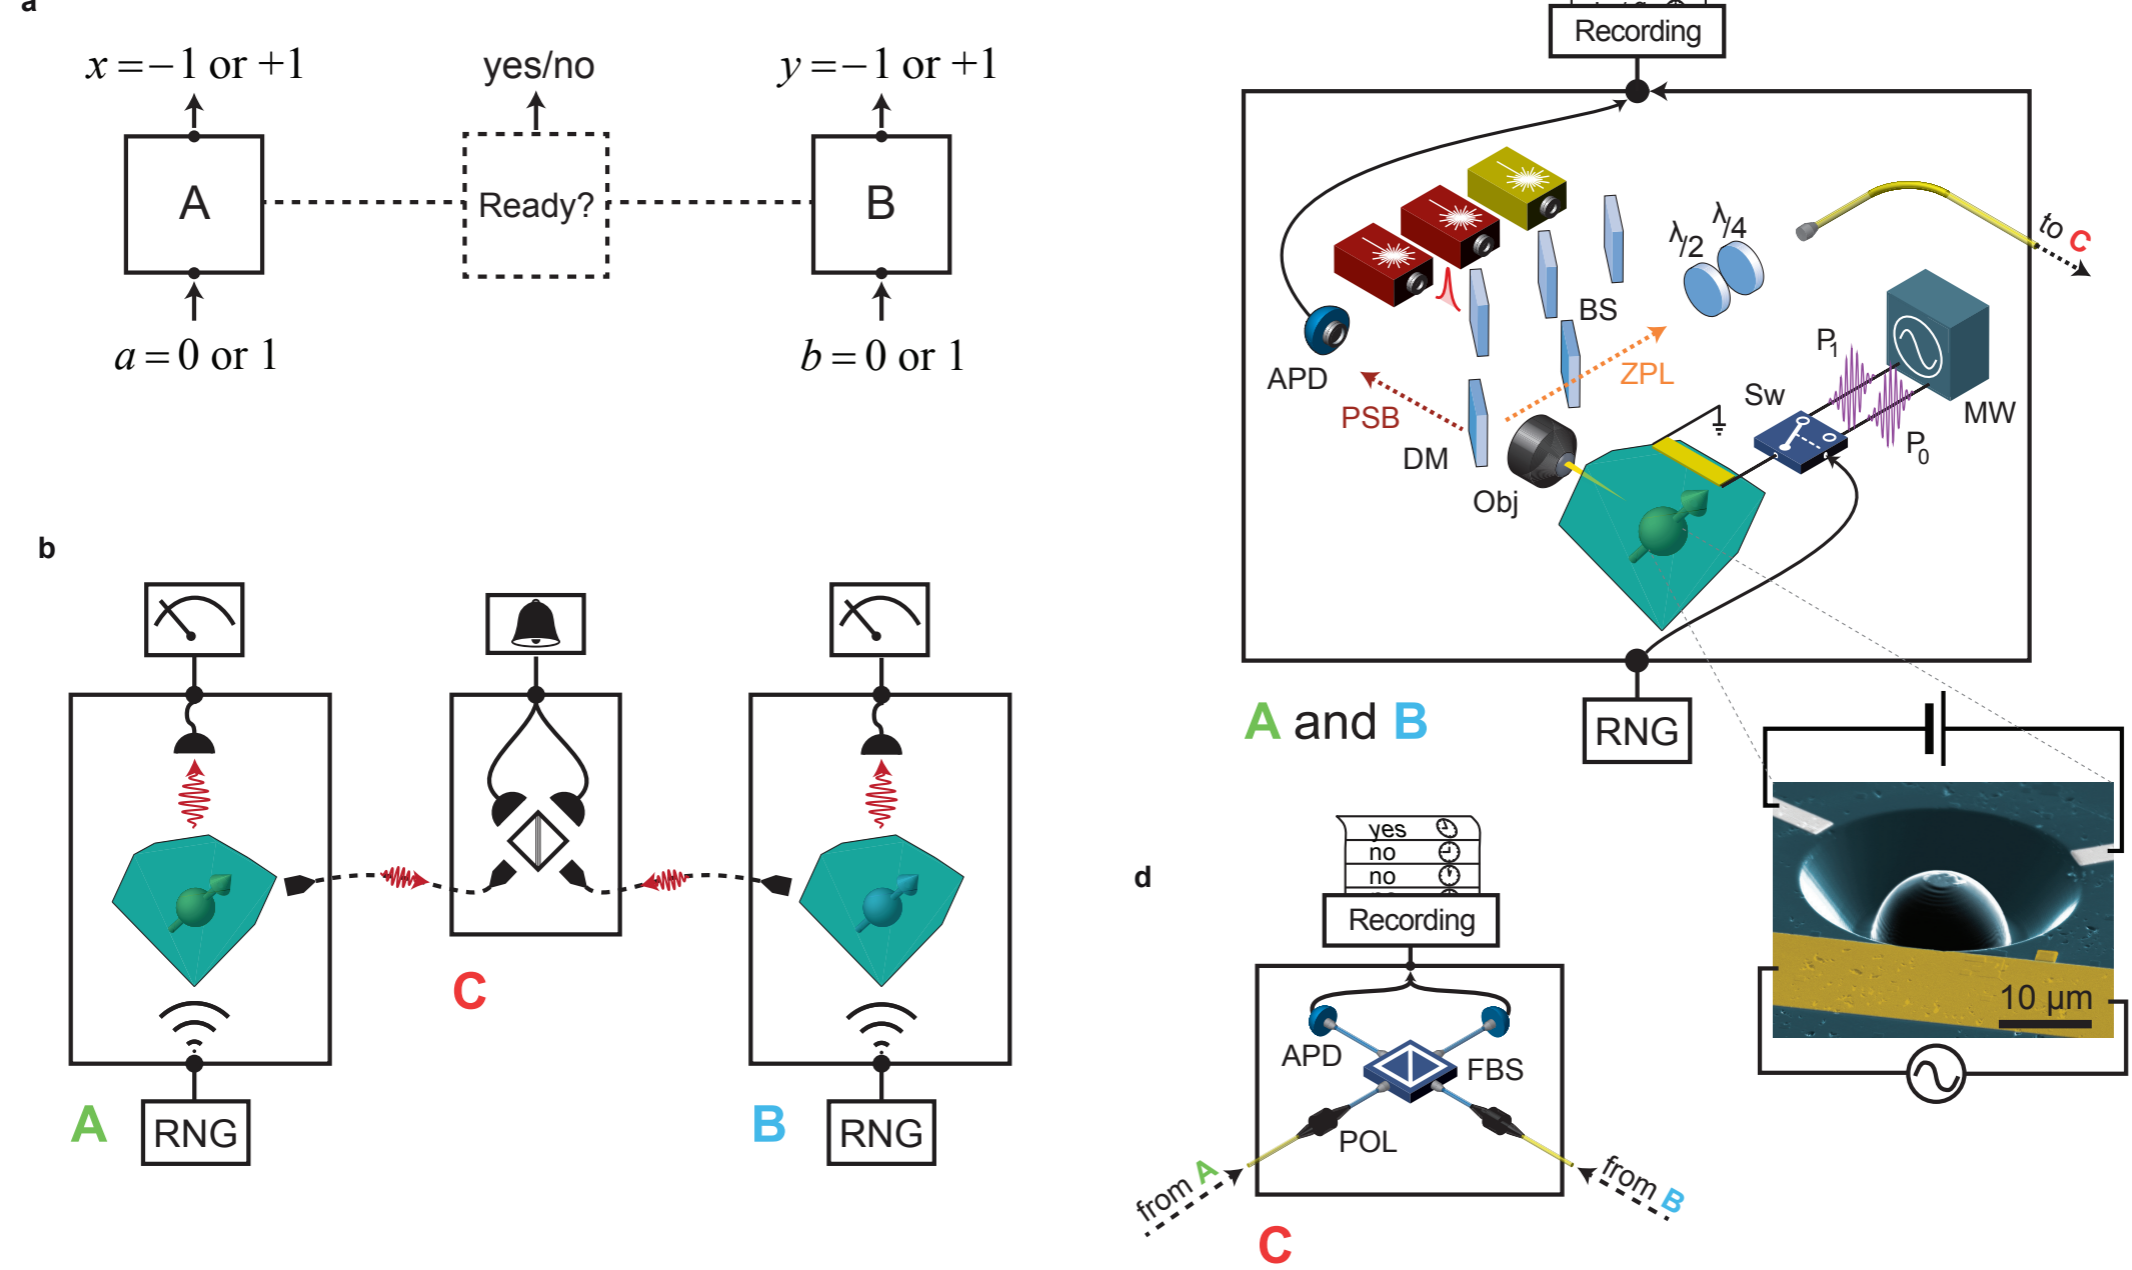 a
x = −1 or +1
yes/no
y = −1 or +1
A
Ready?
B
a = 0 or 1
b = 0 or 1
b
C
A
RNG
B
RNG
Recording
λ/2
λ/4
to C
BS
APD
PSB
ZPL
DM
Obj
Sw
P1
P0
MW
A and B
RNG
10 µm
d
yes
no
no
Recording
APD
FBS
POL
from A
from B
C